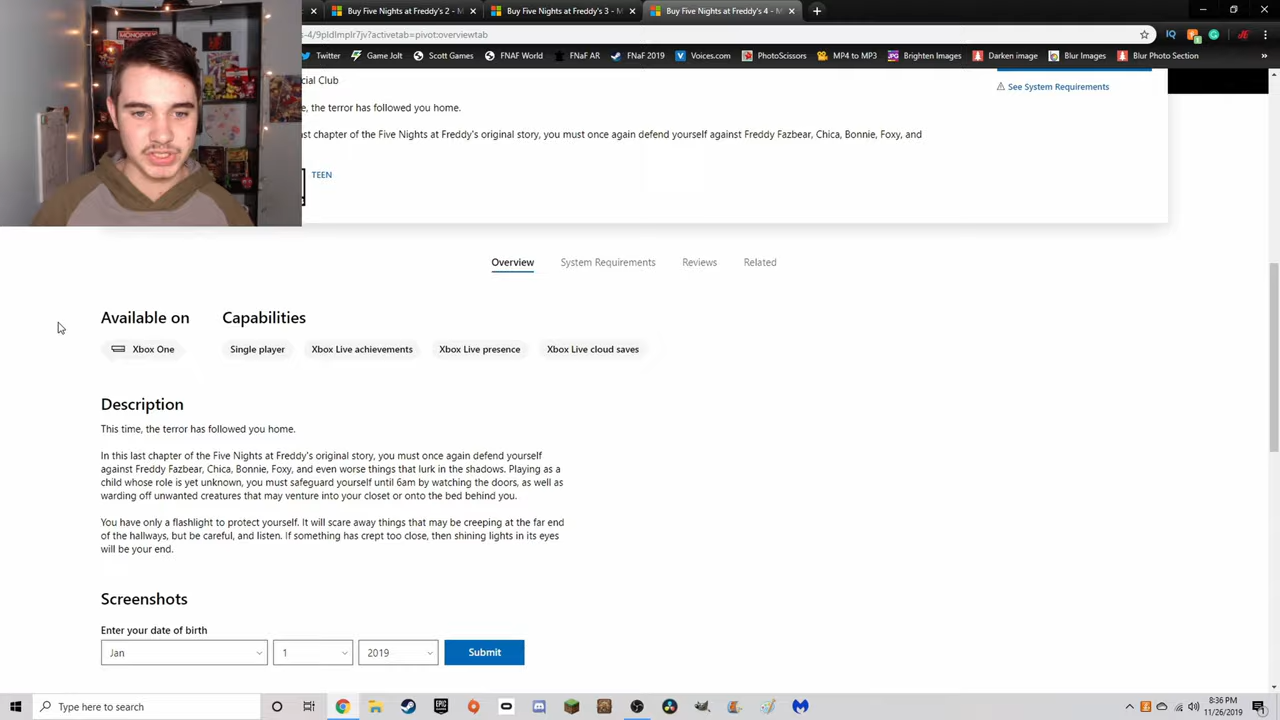 Buy Five Nights at Freddy's 2 -
Buy Five Nights at Freddy's 3 -
Buy Five Nights at Freddy's 4 -
s-4/9pldlmplr7jv?activetab=pivot:overviewtab
Twitter
Game Jolt
Scott Games
FNAF World
FNaF AR
FNAF 2019
Voices.com
PhotoScissors
MP4 to MP3
Brighten Images
Darken image
Blur Images
Blur Photo Section
MONOPOLY
cial Club
See System Requirements
e, the terror has followed you home.
st chapter of the Five Nights at Freddy's original story, you must once again defend yourself against Freddy Fazbear, Chica, Bonnie, Foxy, and
TEEN
Overview
System Requirements
Reviews
Related
Available on
Capabilities
Xbox One
Single player
Xbox Live achievements
Xbox Live presence
Xbox Live cloud saves
Description
This time, the terror has followed you home.
In this last chapter of the Five Nights at Freddy's original story, you must once again defend yourself
against Freddy Fazbear, Chica, Bonnie, Foxy, and even worse things that lurk in the shadows. Playing as a
child whose role is yet unknown, you must safeguard yourself until 6am by watching the doors, as well as
warding off unwanted creatures that may venture into your closet or onto the bed behind you.
You have only a flashlight to protect yourself. It will scare away things that may be creeping at the far end
of the hallways, but be careful, and listen. If something has crept too close, then shining lights in its eyes
will be your end.
Screenshots
Enter your date of birth
Jan
1
2019
Submit
Type here to search
EPIC
8:36 PM
11/26/2019